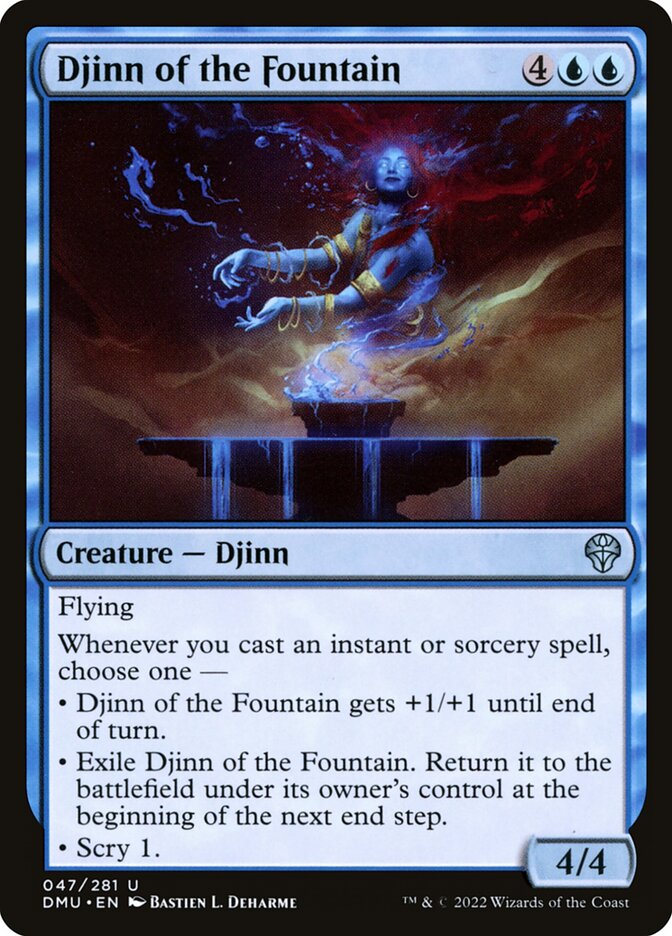 Djinn of the Fountain 4
Creature — Djinn
Flying
Whenever you cast an instant or sorcery spell,
choose one —
• Djinn of the Fountain gets +1/+1 until end
of turn.
• Exile Djinn of the Fountain. Return it to the
battlefield under its owner's control at the
beginning of the next end step.
• Scry 1.
4/4
047/281 U
DMU • EN Bastien L. Deharme
™ & © 2022 Wizards of the Coast